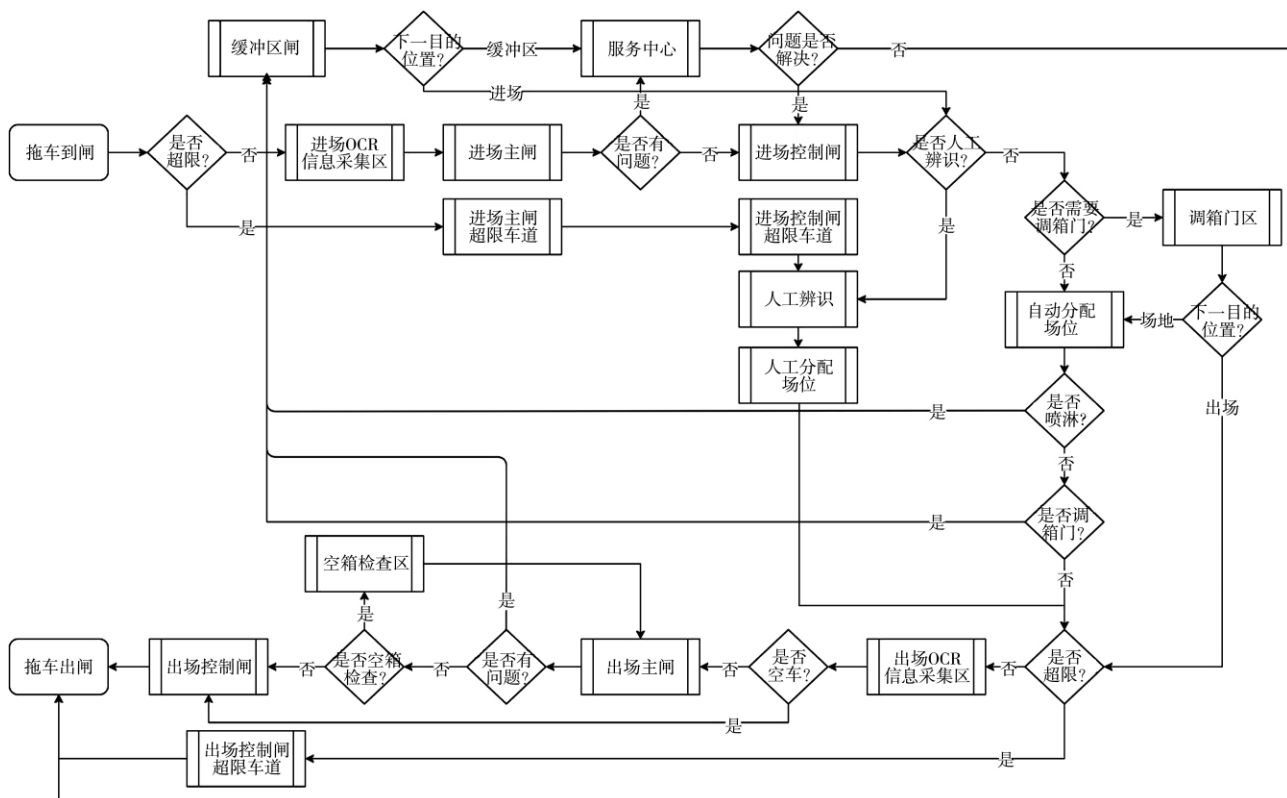 缓冲区闸
下一目的
位置?
缓冲区
服务中心
问题是否
解决?
否
进场
是
是
拖车到闸
是否
超限?
否
进场OCR
信息采集区
进场主闸
是否有
问题?
否
进场控制闸
是否人工
辨识?
否
是
进场主闸
超限车道
进场控制闸
超限车道
是
是否需要
调箱门?
是
调箱门区
否
人工辨识
自动分配
场位
场地
下一目的
位置?
人工分配
场位
是
是否
喷淋?
出场
否
是
是否调
箱门?
空箱检查区
否
是
是
拖车出闸
出场控制闸
否
是否空箱
检查?
否
是否有
问题?
出场主闸
否
是否
空车?
出场OCR
信息采集区
否
是否
超限?
是
出场控制闸
超限车道
是